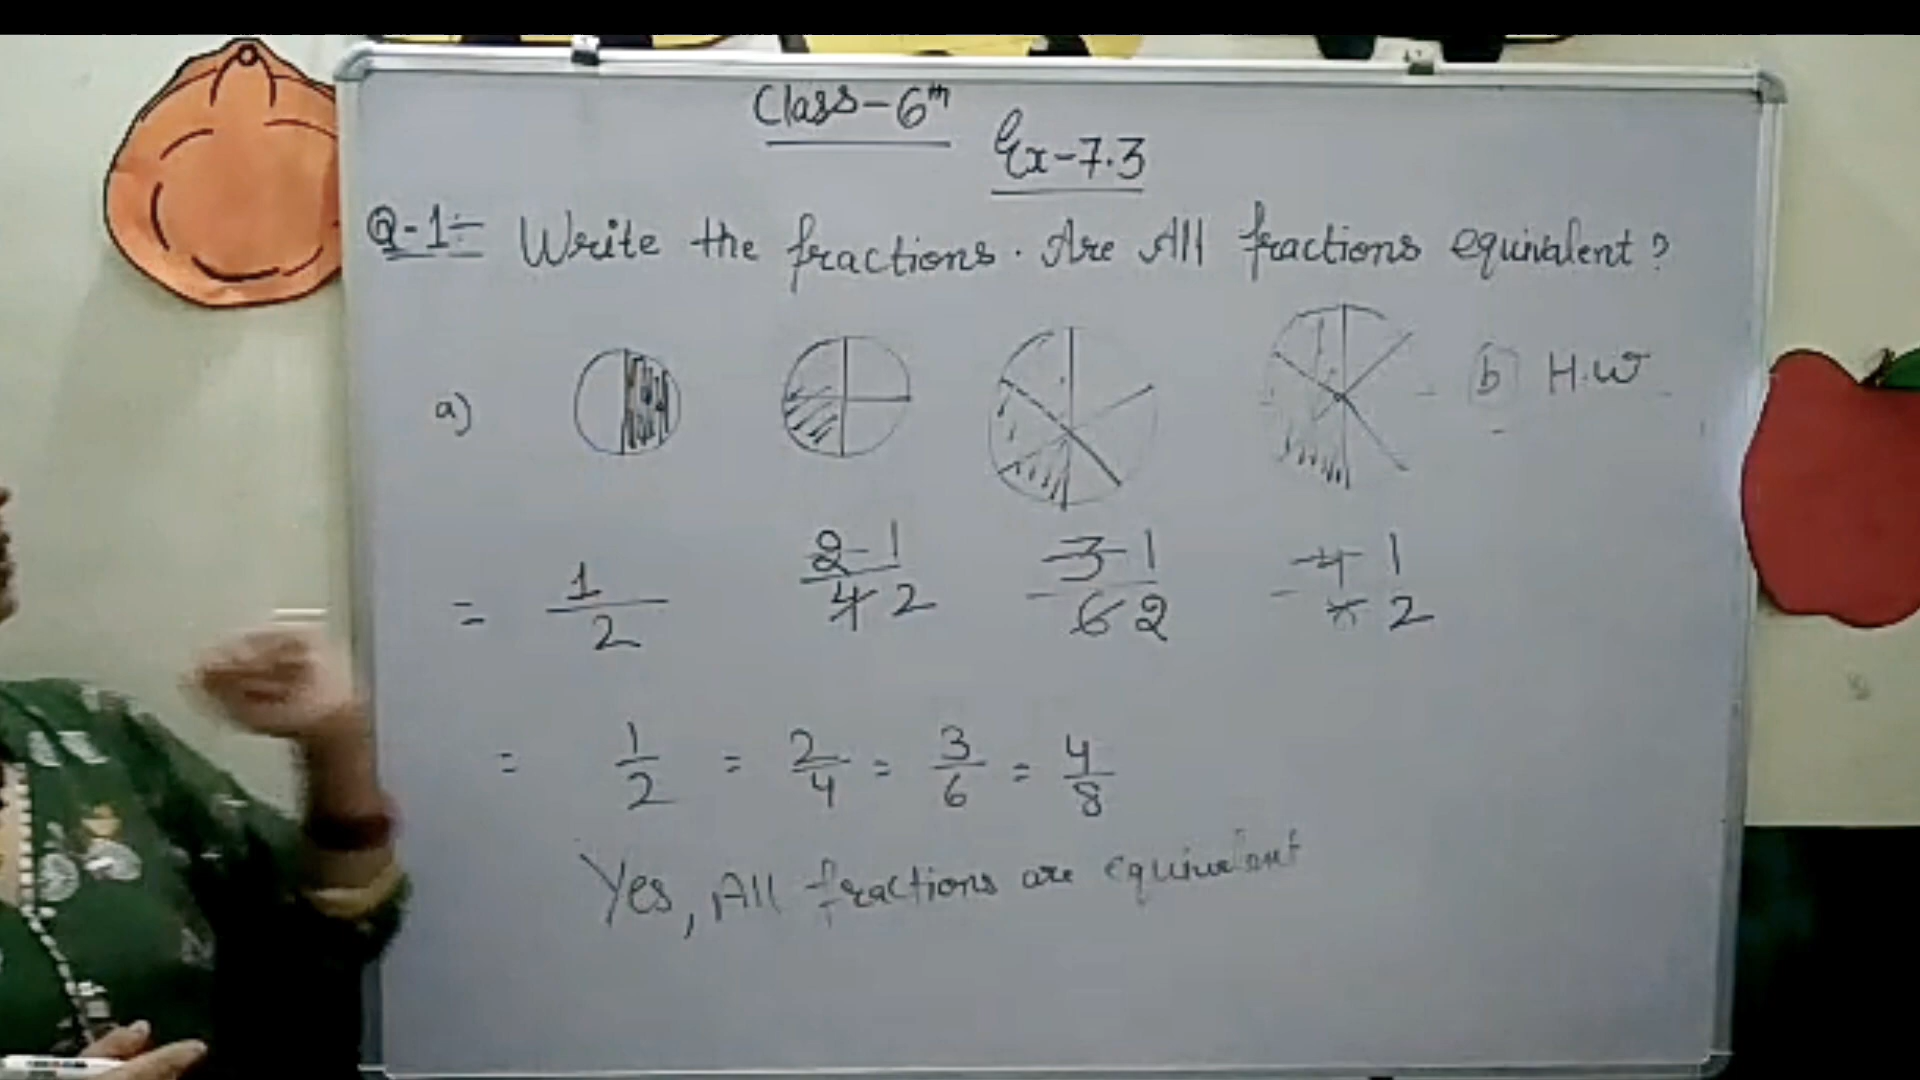 Class-6th
Ex-7.3
Q-1:- Write the fractions. Are All fractions equivalent?
a) b) H.W
= 1/2 2/4 1/2 3/6 1/2 4 1/2
= 1/2 = 2/4 = 3/6 = 4/8
Yes, All fractions are equivalent